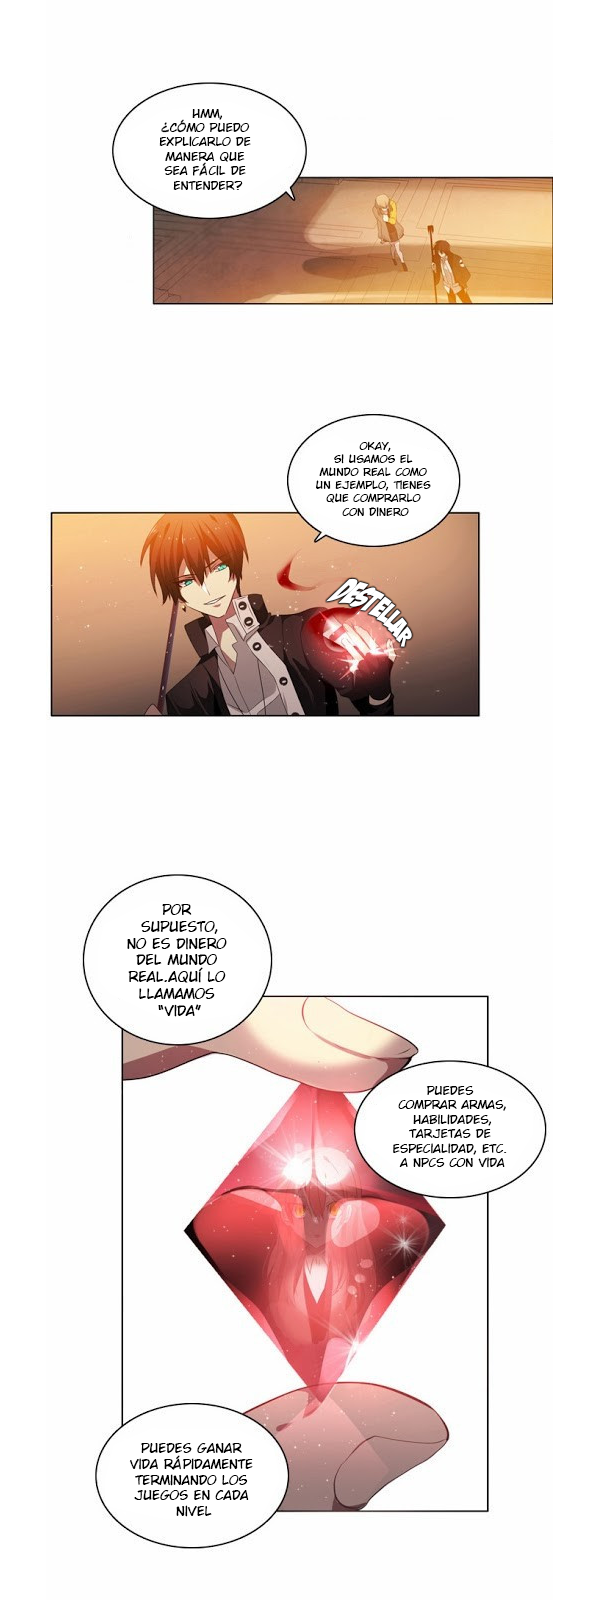 HMM,
¿CÓMO PUEDO
EXPLICARLO DE
MANERA QUE
SEA FÁCIL DE
ENTENDER?
OKAY,
SI USAMOS EL
MUNDO REAL COMO
UN EJEMPLO, TIENES
QUE COMPRARLO
CON DINERO
DESTELLAR
POR
SUPUESTO,
NO ES DINERO
DEL MUNDO
REAL.AQUÍ LO
LLAMAMOS
"VIDA"
PUEDES
COMPRAR ARMAS,
HABILIDADES,
TARJETAS DE
ESPECIALIDAD, ETC.
A NPCS CON VIDA
PUEDES GANAR
VIDA RÁPIDAMENTE
TERMINANDO LOS
JUEGOS EN CADA
NIVEL